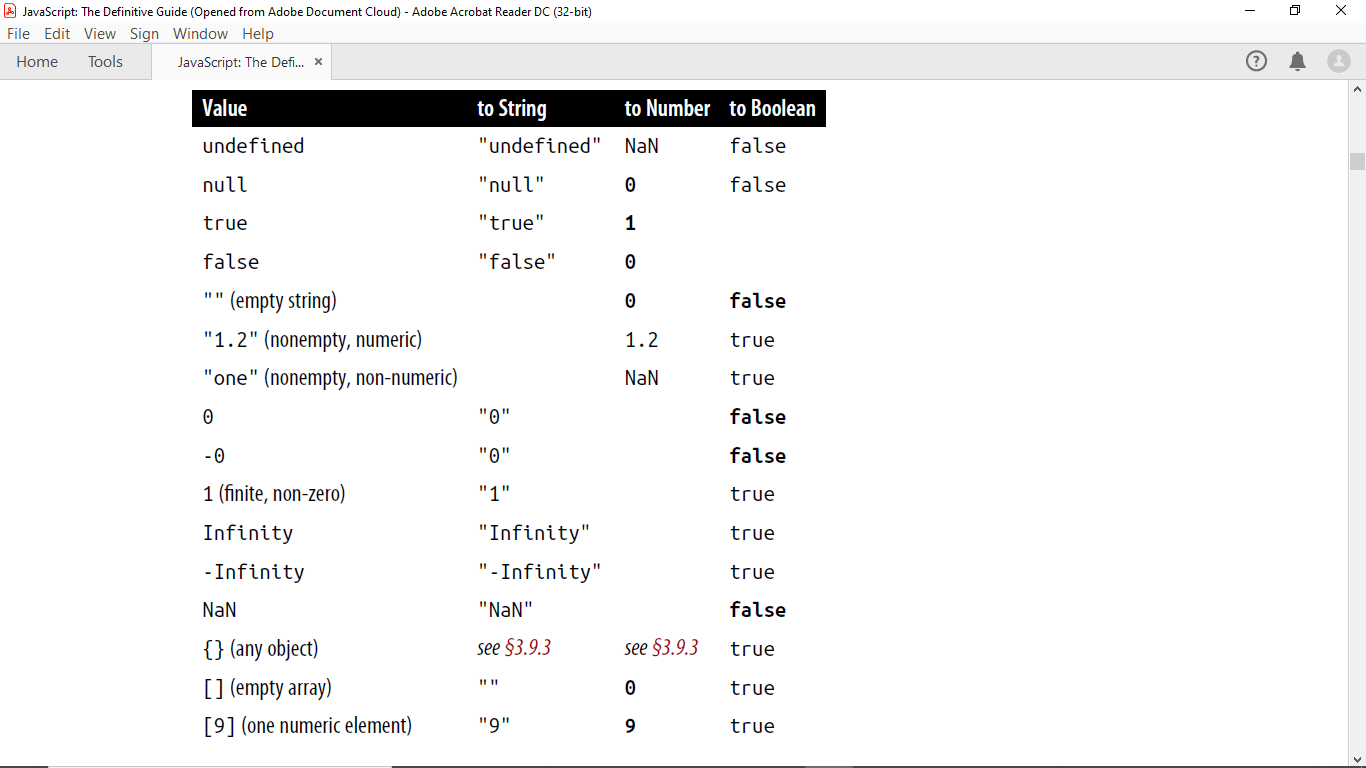 JavaScript: The Definitive Guide (Opened from Adobe Document Cloud) - Adobe Acrobat Reader DC (32-bit)
File Edit View Sign Window Help
Home Tools JavaScript: The Defi... ×
Value to String to Number to Boolean
undefined "undefined" NaN false
null "null" 0 false
true "true" 1
false "false" 0
"" (empty string) 0 false
"1.2" (nonempty, numeric) 1.2 true
"one" (nonempty, non-numeric) NaN true
0 "0" false
-0 "0" false
1 (finite, non-zero) "1" true
Infinity "Infinity" true
-Infinity "-Infinity" true
NaN "NaN" false
{} (any object) see §3.9.3 see §3.9.3 true
[] (empty array) "" 0 true
[9] (one numeric element) "9" 9 true